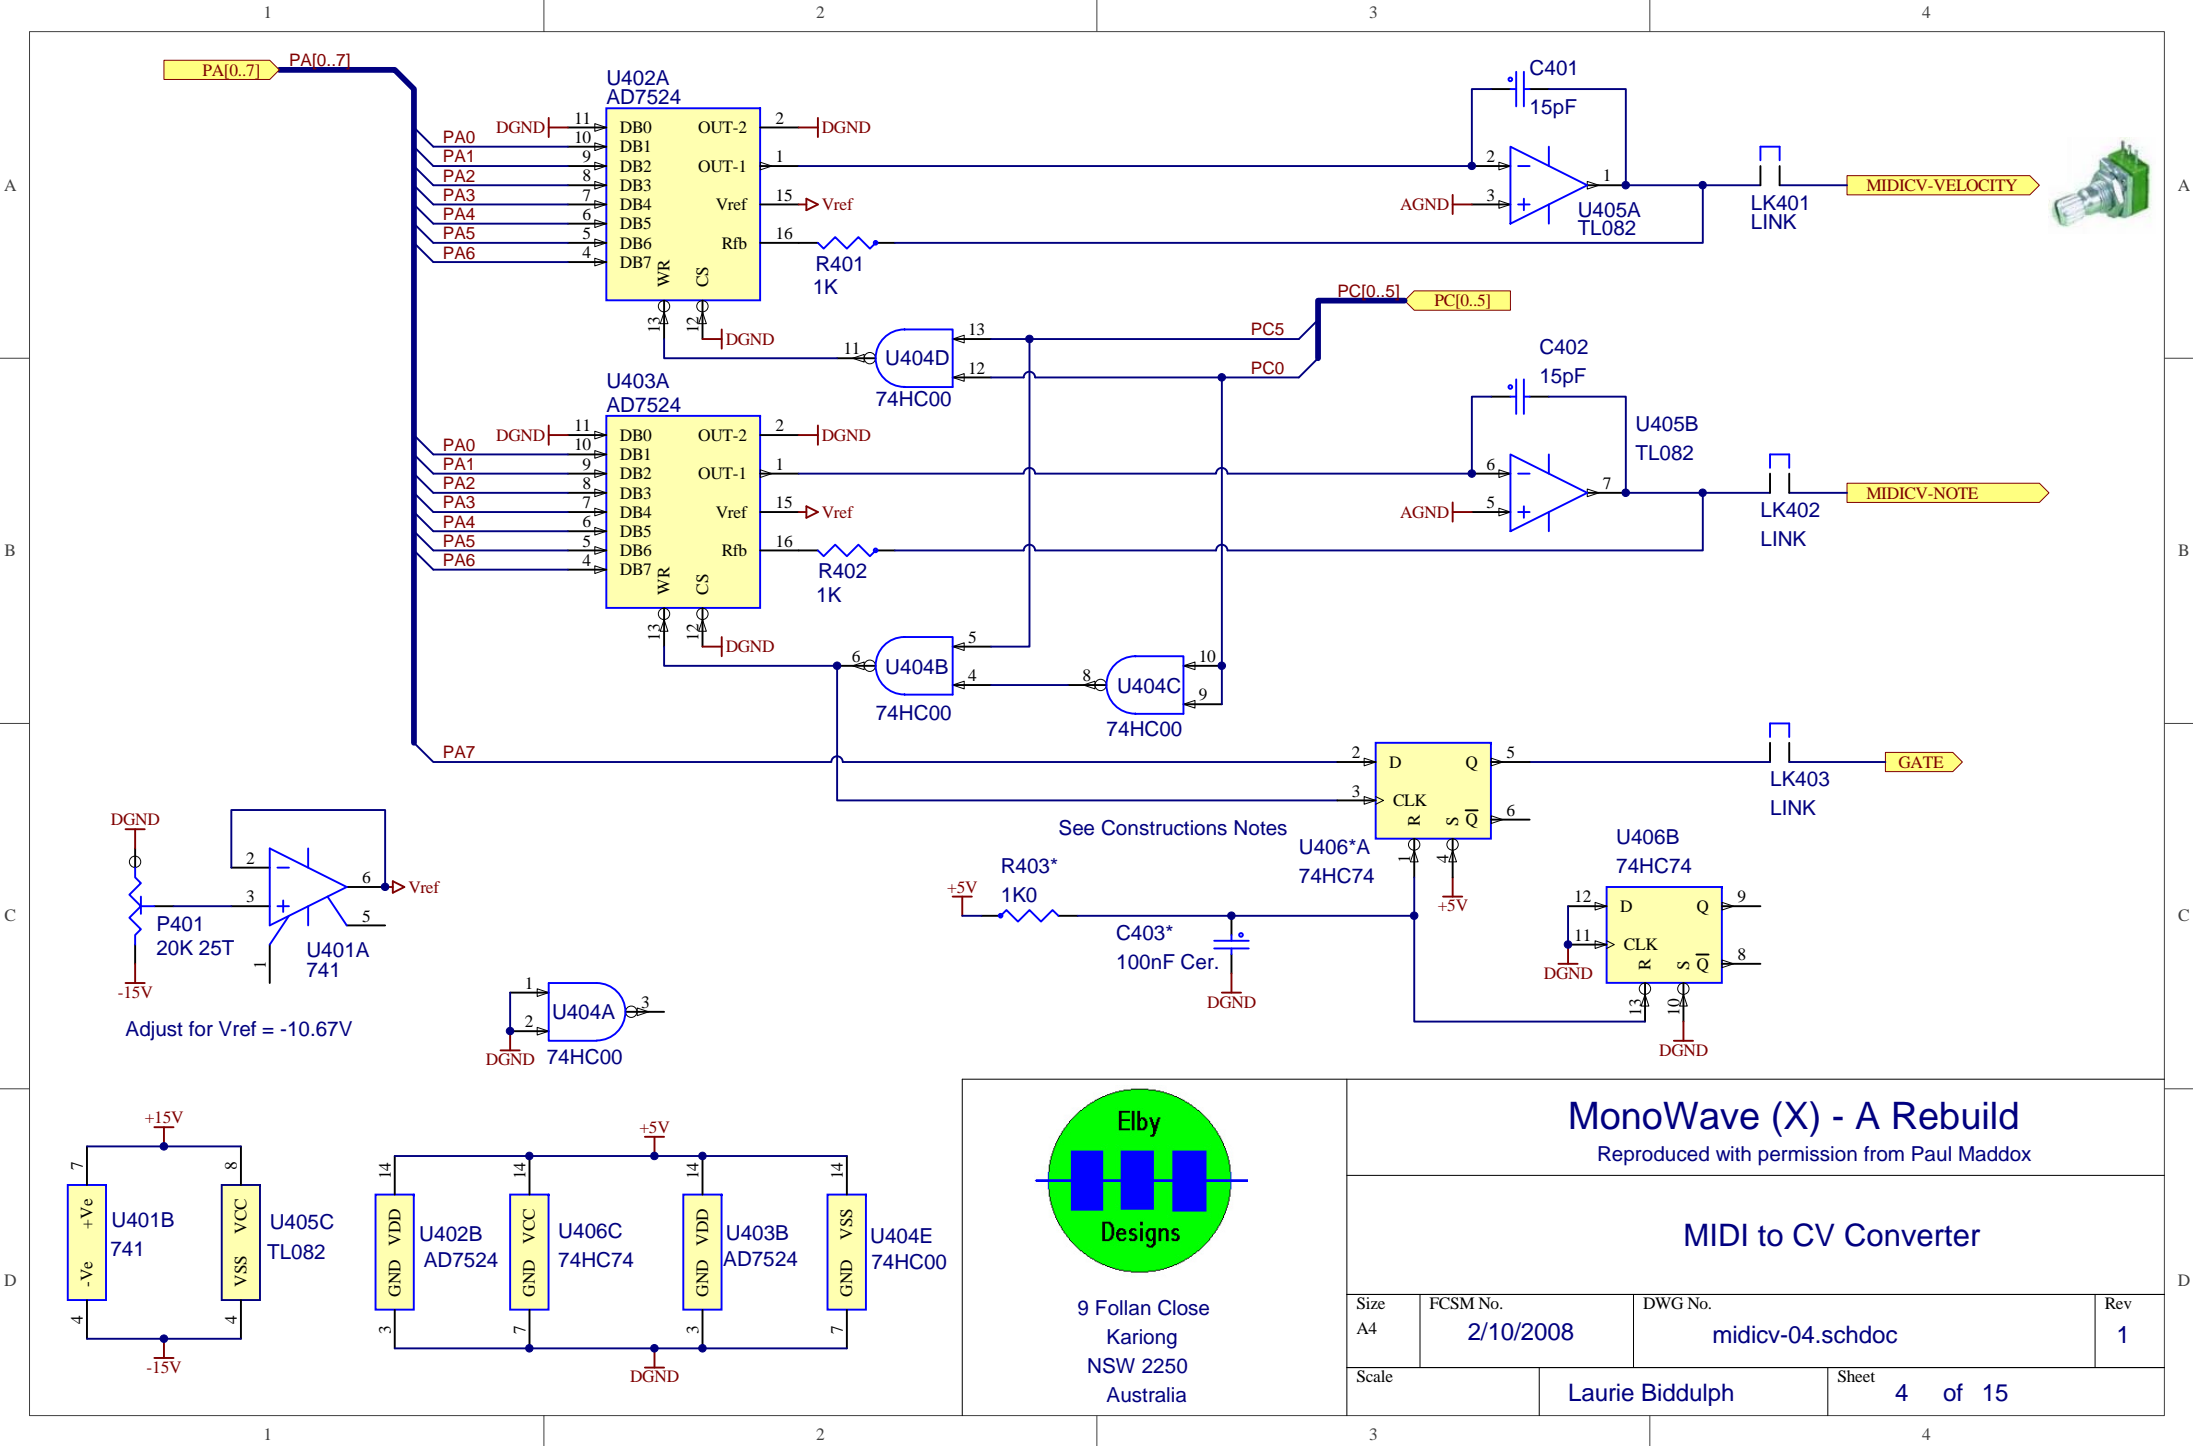 1 2 3 4
PA[0..7] PA[0..7]
U402A
AD7524
C401
15pF
DGND 11 DB0 OUT-2 2 DGND
PA0 10 DB1
PA1 9 DB2 OUT-1 1
PA2 8 DB3
PA3 7 DB4 Vref 15 Vref
PA4 6 DB5
PA5 5 DB6 Rfb 16
PA6 4 DB7
WR CS
13 12 DGND
R401
1K
2 − 1
AGND 3 +
U405A
TL082
LK401
LINK
MIDICV-VELOCITY
A A
PC[0..5] PC[0..5]
PC5
PC0
11 U404D 13
12
74HC00
U403A
AD7524
C402
15pF
DGND 11 DB0 OUT-2 2 DGND
PA0 10 DB1
PA1 9 DB2 OUT-1 1
PA2 8 DB3
PA3 7 DB4 Vref 15 Vref
PA4 6 DB5
PA5 5 DB6 Rfb 16
PA6 4 DB7
WR CS
13 12 DGND
R402
1K
U405B
TL082
6 − 7
AGND 5 +
LK402
LINK
MIDICV-NOTE
B B
6 U404B 5
4
74HC00
8 U404C 10
9
74HC00
PA7
2 D Q 5
3 CLK
R S Q 6
1 4
+5V
U406*A
74HC74
LK403
LINK
GATE
See Constructions Notes
+5V
R403*
1K0
C403*
100nF Cer.
DGND
U406B
74HC74
12 D Q 9
11 CLK
DGND
R S Q 8
13 10
DGND
C C
DGND
P401
20K 25T
-15V
2 − 6 Vref
3 + 5
1
U401A
741
Adjust for Vref = -10.67V
1 U404A 3
2
DGND 74HC00
+15V
7 8
+Ve -Ve
U401B
741
VCC VSS
U405C
TL082
4 4
-15V
+5V
14 14 14 14
VDD GND
U402B
AD7524
VCC GND
U406C
74HC74
VDD GND
U403B
AD7524
VSS GND
U404E
74HC00
3 7 3 7
DGND
D D
Elby
Designs
9 Follan Close
Kariong
NSW 2250
Australia
MonoWave (X) - A Rebuild
Reproduced with permission from Paul Maddox
MIDI to CV Converter
Size FCSM No. DWG No. Rev
A4 2/10/2008 midicv-04.schdoc 1
Scale Laurie Biddulph Sheet 4 of 15
1 2 3 4